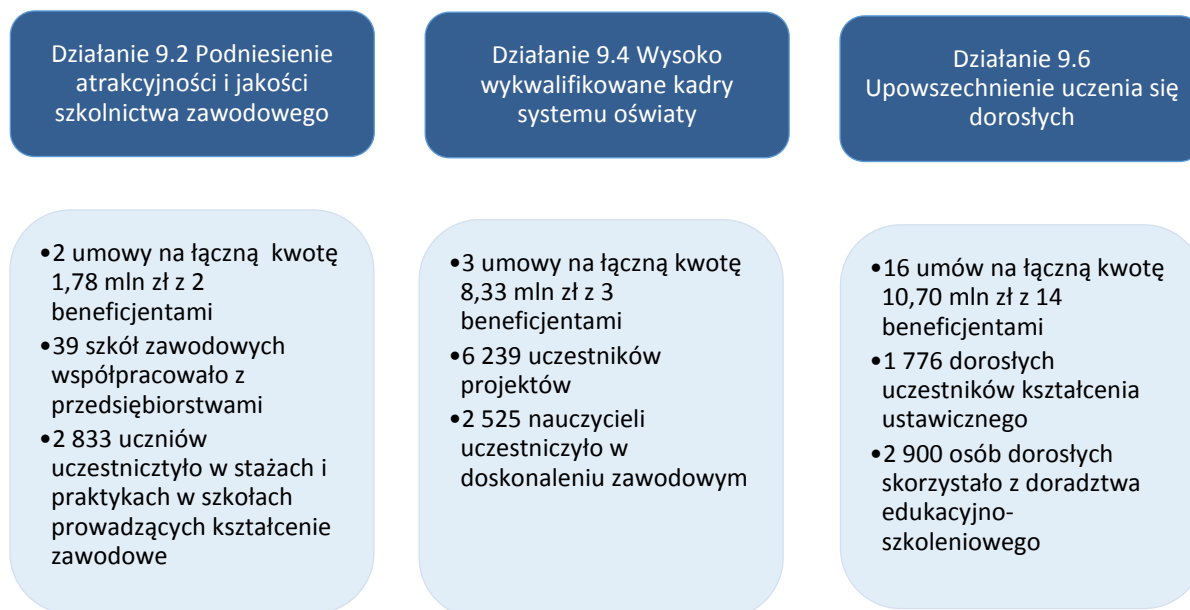 Działanie 9.2 Podniesienie
atrakcyjności i jakości
szkolnictwa zawodowego
•2 umowy na łączną kwotę
1,78 mln zł z 2
beneficjentami
•39 szkół zawodowych
współpracowało z
przedsiębiorstwami
•2 833 uczniów
uczestnicztyło w stażach i
praktykach w szkołach
prowadzących kształcenie
zawodowe
Działanie 9.4 Wysoko
wykwalifikowane kadry
systemu oświaty
•3 umowy na łączną kwotę
8,33 mln zł z 3
beneficjentami
•6 239 uczestników
projektów
•2 525 nauczycieli
uczestniczyło w
doskonaleniu zawodowym
Działanie 9.6
Upowszechnienie uczenia się
dorosłych
•16 umów na łączną kwotę
10,70 mln zł z 14
beneficjentami
•1 776 dorosłych
uczestników kształcenia
ustawicznego
•2 900 osób dorosłych
skorzystało z doradztwa
edukacyjno-
szkoleniowego